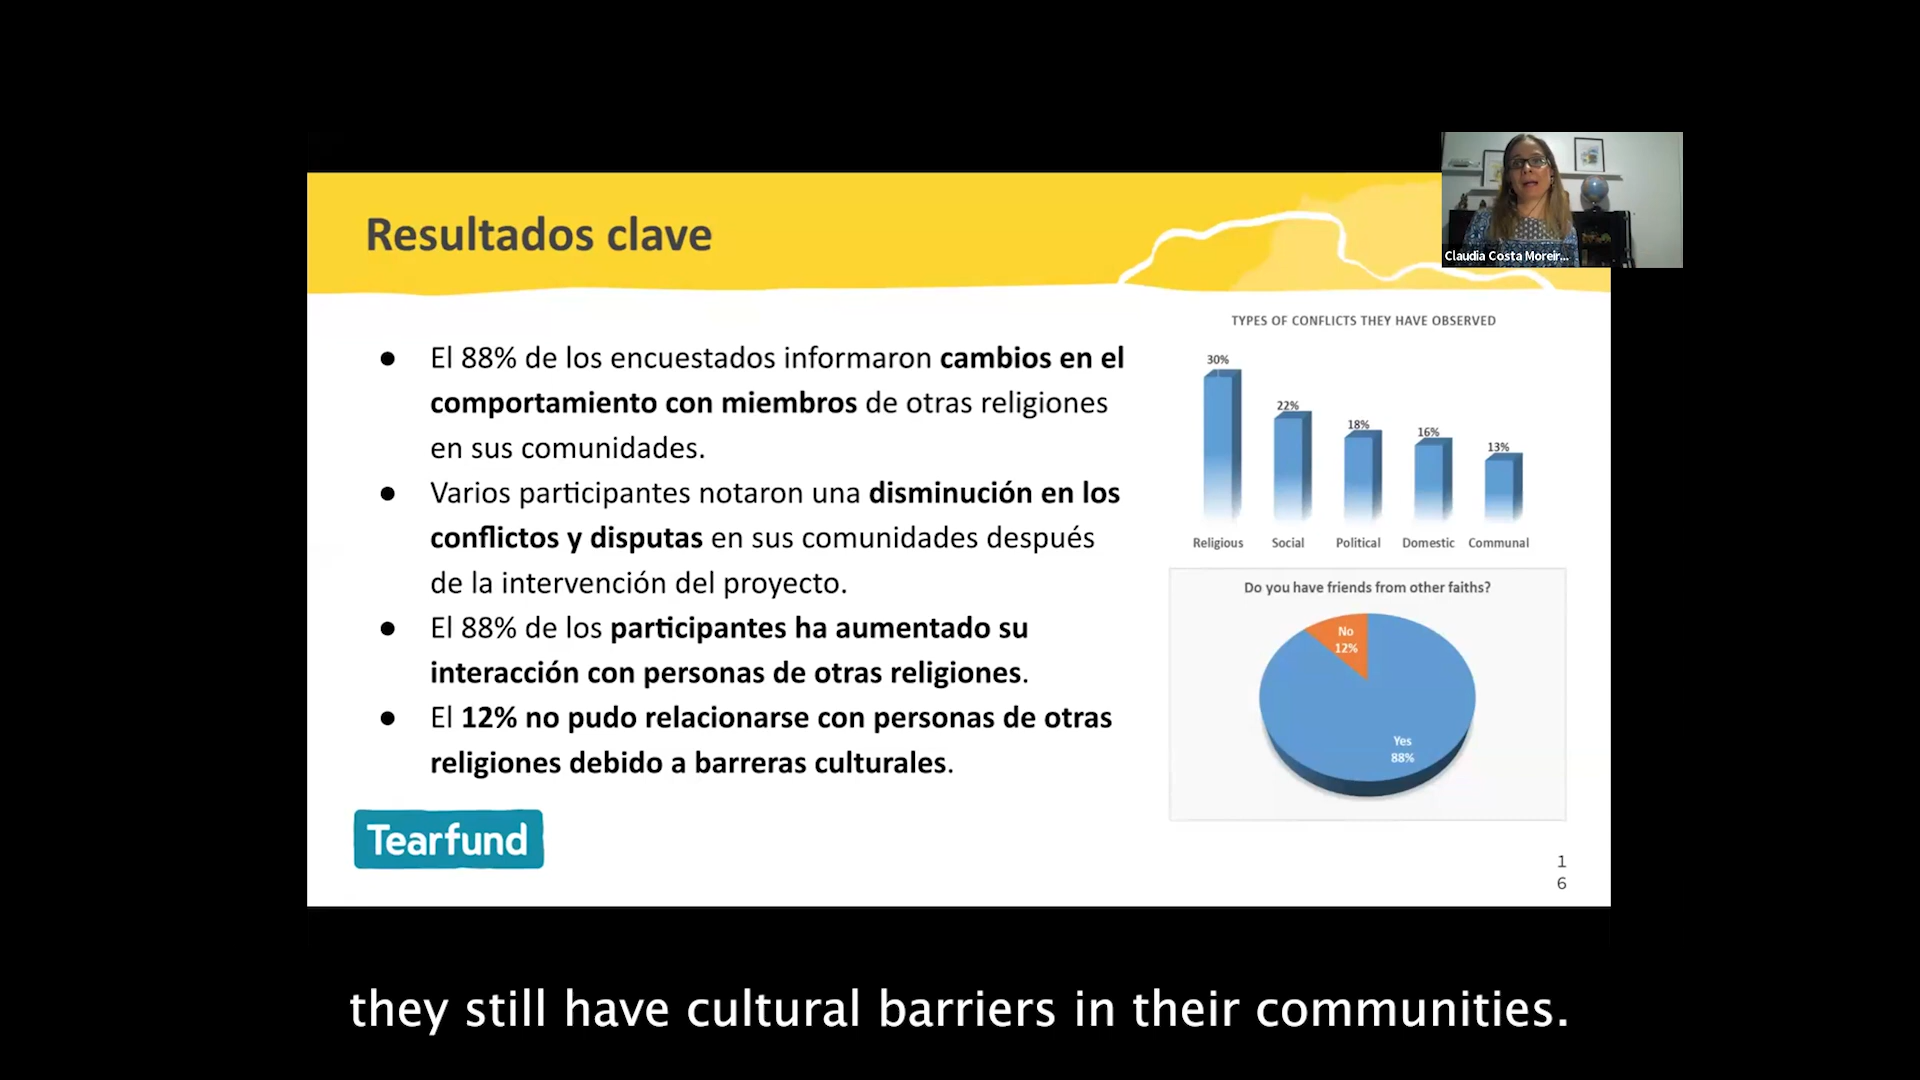 Resultados clave
Claudia Costa Moreir...
● El 88% de los encuestados informaron cambios en el
comportamiento con miembros de otras religiones
en sus comunidades.
● Varios participantes notaron una disminución en los
conflictos y disputas en sus comunidades después
de la intervención del proyecto.
● El 88% de los participantes ha aumentado su
interacción con personas de otras religiones.
● El 12% no pudo relacionarse con personas de otras
religiones debido a barreras culturales.
TYPES OF CONFLICTS THEY HAVE OBSERVED
30%
22%
18%
16%
13%
Religious Social Political Domestic Communal
Do you have friends from other faiths?
No
12%
Yes
88%
Tearfund
1
6
they still have cultural barriers in their communities.